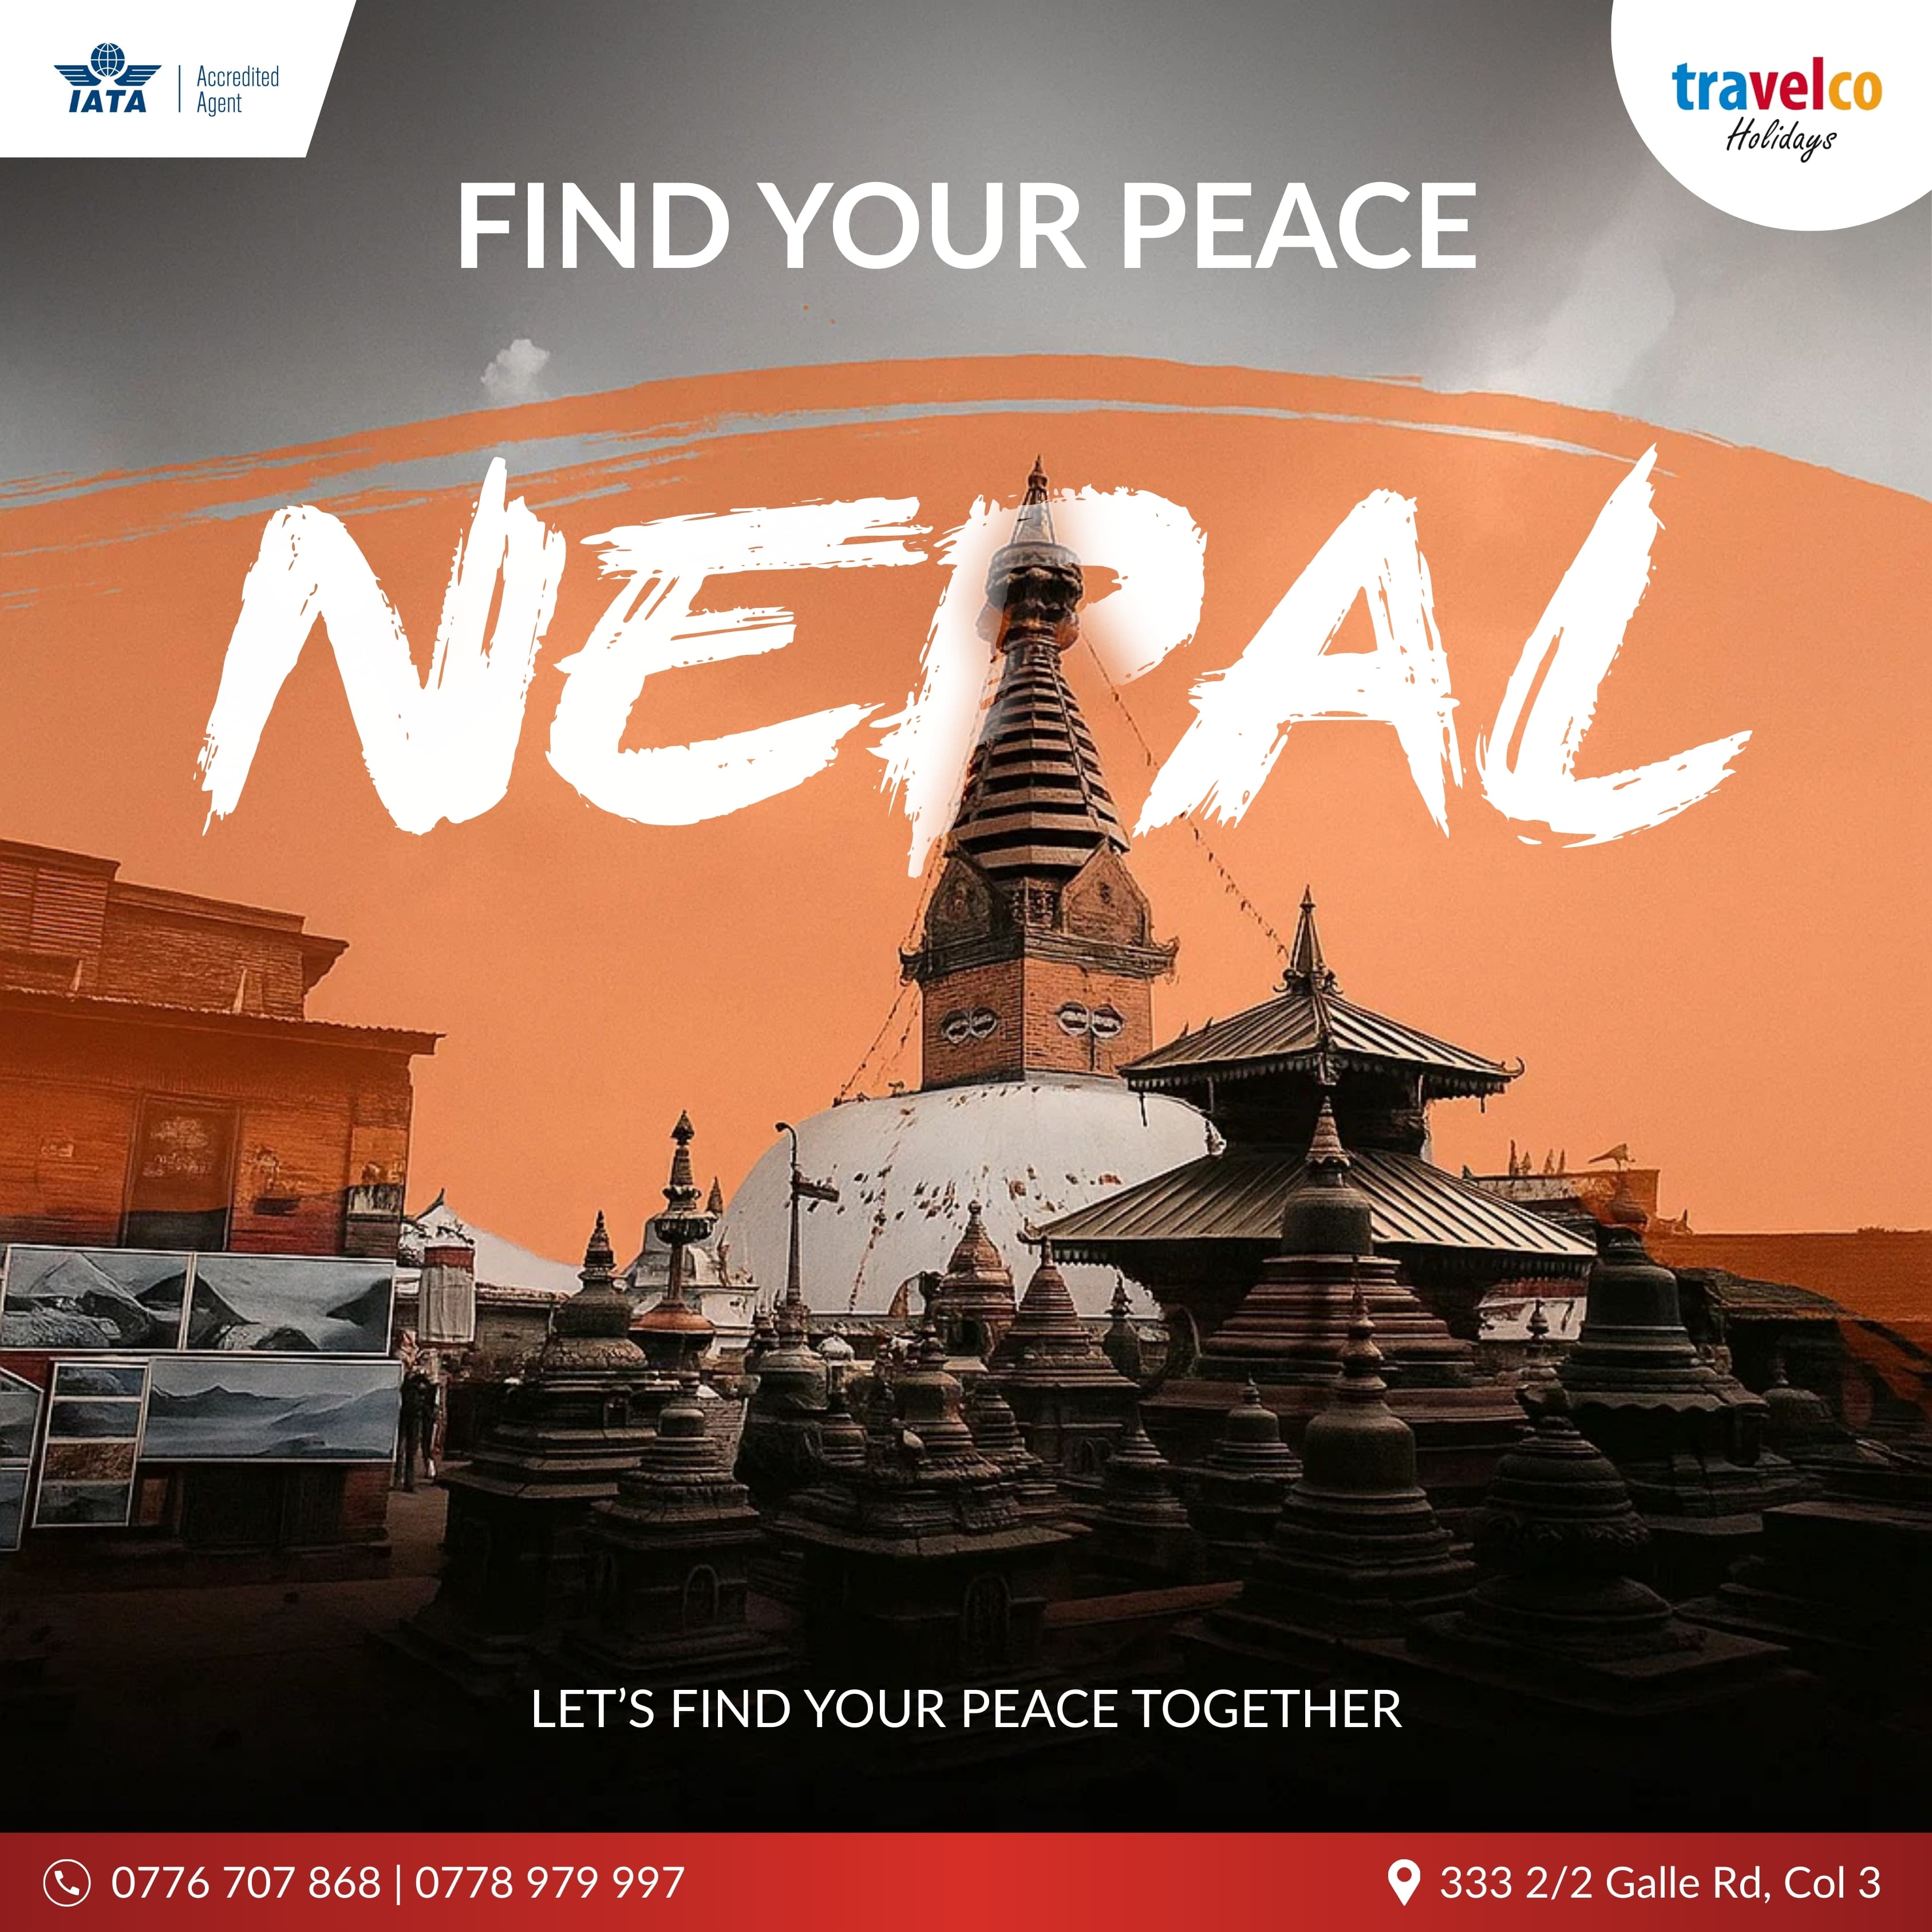 IATA
Accredited
Agent
travelco
Holidays
FIND YOUR PEACE
NEPAL
LET'S FIND YOUR PEACE TOGETHER
0776 707 868 | 0778 979 997
333 2/2 Galle Rd, Col 3